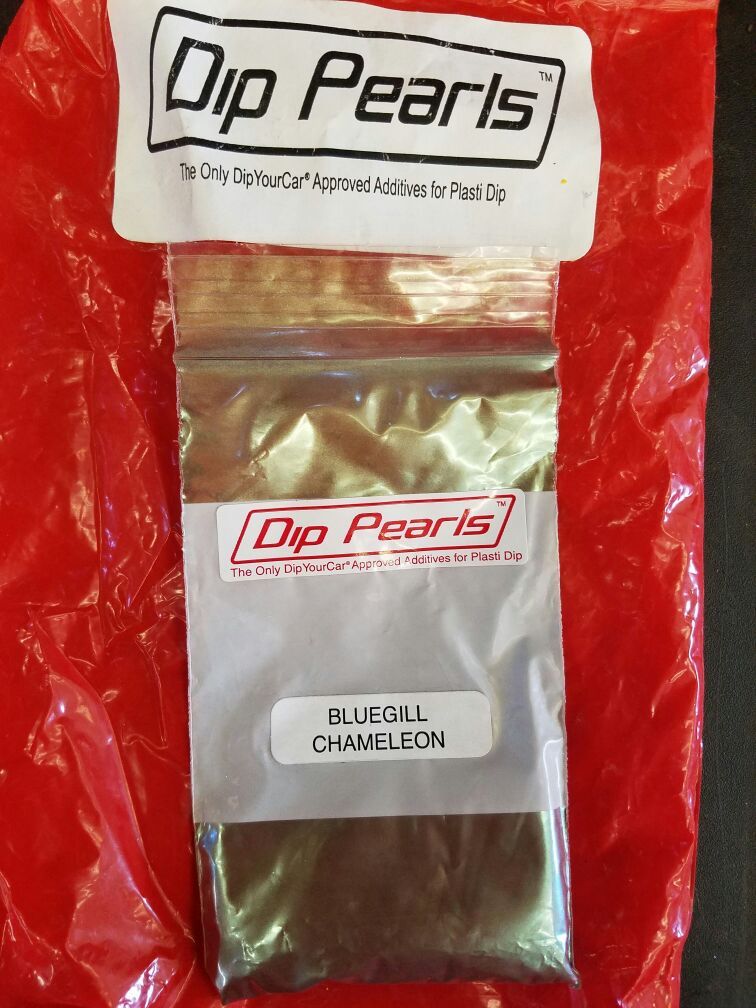 Dip Pearls™
The Only DipYourCar® Approved Additives for Plasti Dip
Dip Pearls™
The Only DipYourCar® Approved Additives for Plasti Dip
BLUEGILL
CHAMELEON